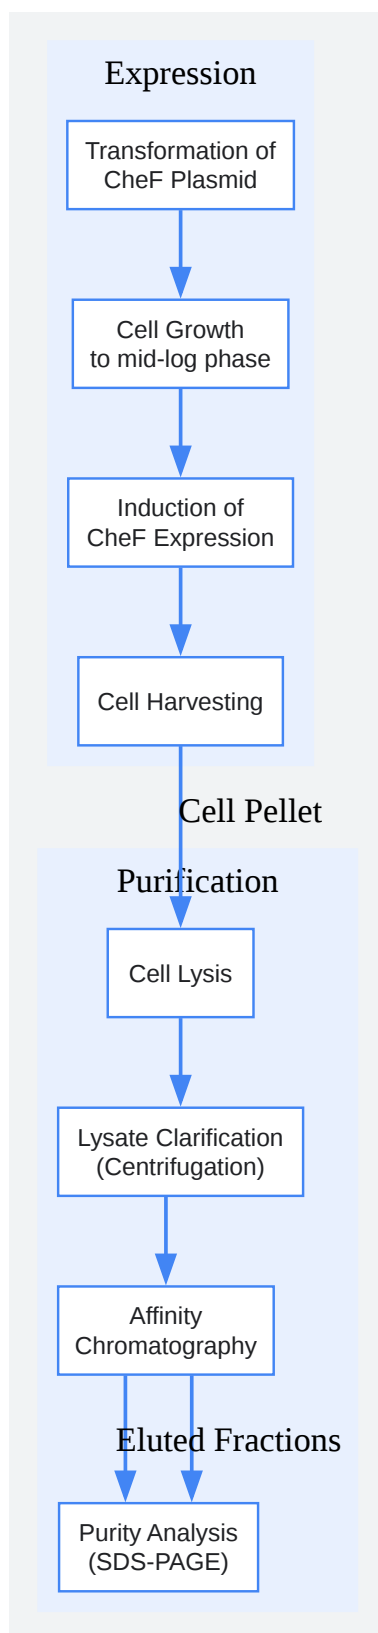 Expression
Transformation of
CheF Plasmid
Cell Growth
to mid-log phase
Induction of
CheF Expression
Cell Harvesting
Cell Pellet
Purification
Cell Lysis
Lysate Clarification
(Centrifugation)
Affinity
Chromatography
Eluted Fractions
Purity Analysis
(SDS-PAGE)